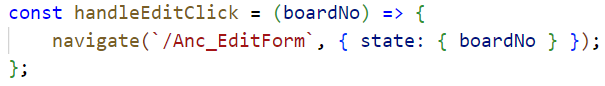 const handleEditClick = (boardNo) => {
    navigate(`/Anc_EditForm`, { state: { boardNo } });
};